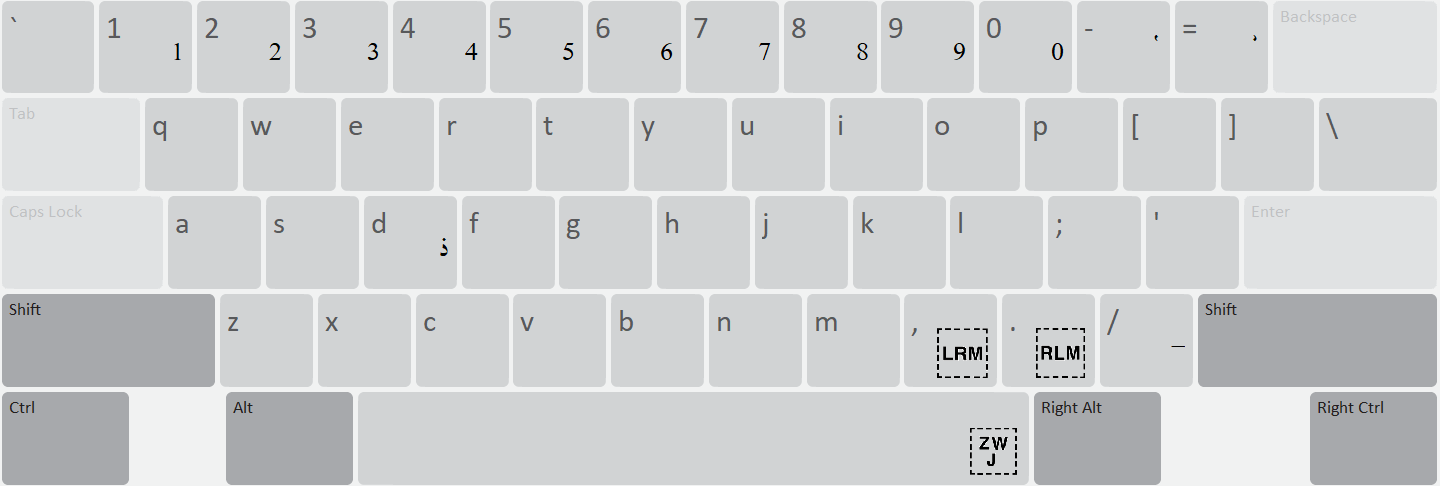 ` 1 1 2 2 3 3 4 4 5 5 6 6 7 7 8 8 9 9 0 0 - = Backspace
Tab q w e r t y u i o p [ ] \
Caps Lock a s d f g h j k l ; ' Enter
Shift z x c v b n m , LRM . RLM / _ Shift
Ctrl Alt ZWJ Right Alt Right Ctrl